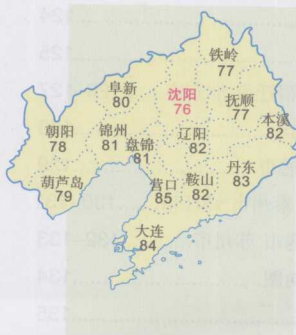 铁岭
77
阜新
80
沈阳
76
抚顺
77
本溪
82
朝阳
78
锦州
81
盘锦
81
辽阳
82
葫芦岛
79
营口
85
鞍山
82
丹东
83
大连
84